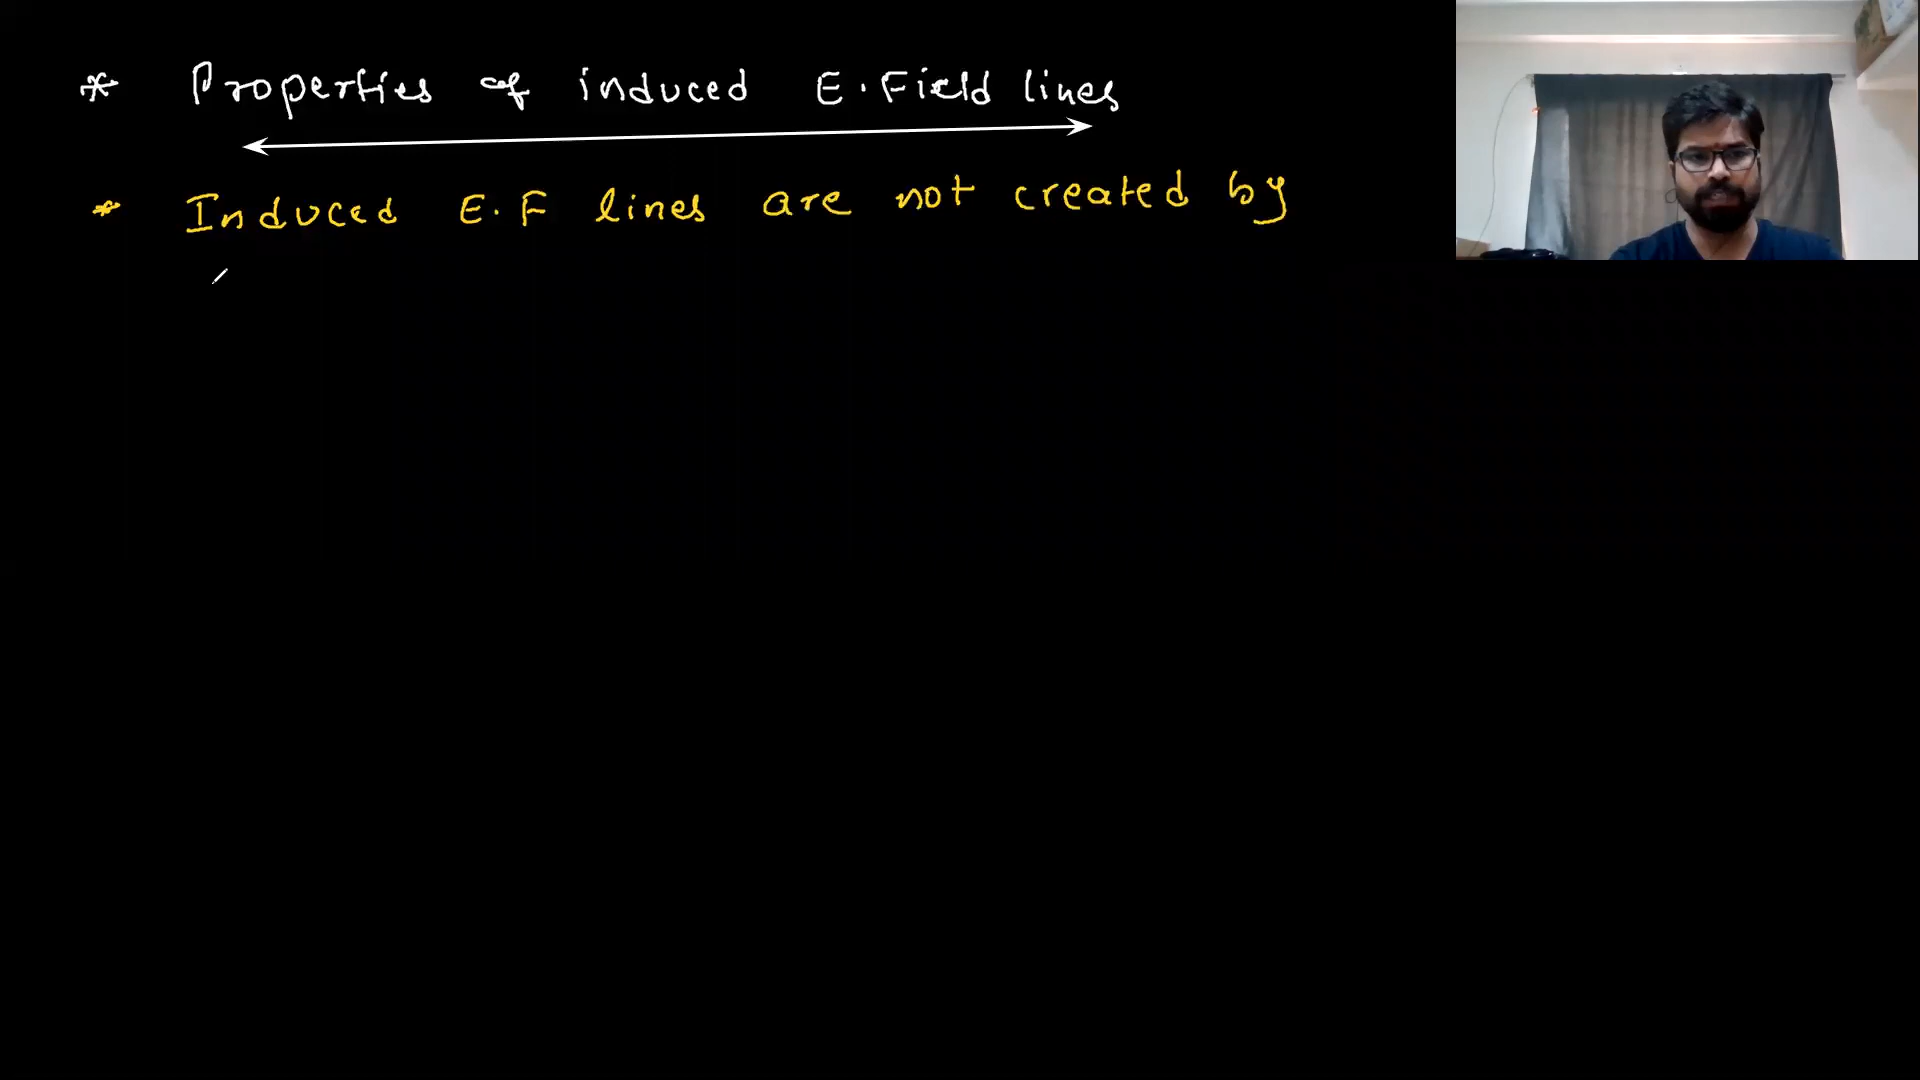 * Properties of induced E.Field lines
* Induced E.F lines are not created by